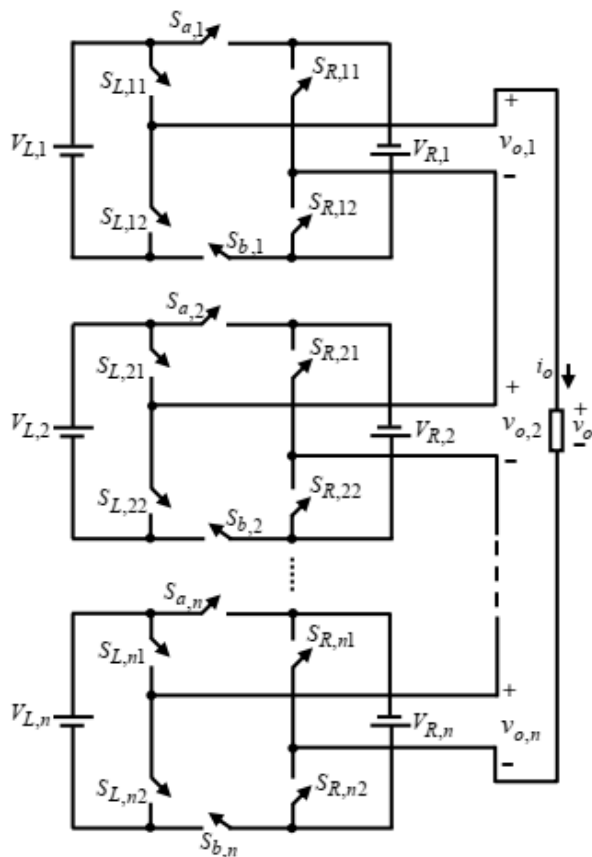 S_{a,1}
S_{L,11}
S_{R,11}
+
V_{L,1}
V_{R,1}
v_{o,1}
-
S_{L,12}
S_{R,12}
S_{b,1}
S_{a,2}
S_{L,21}
S_{R,21}
i_o
+
+
V_{L,2}
V_{R,2}
v_{o,2}
v_o
-
-
S_{L,22}
S_{R,22}
S_{b,2}
S_{a,n}
S_{L,n1}
S_{R,n1}
+
V_{L,n}
V_{R,n}
v_{o,n}
-
S_{L,n2}
S_{R,n2}
S_{b,n}